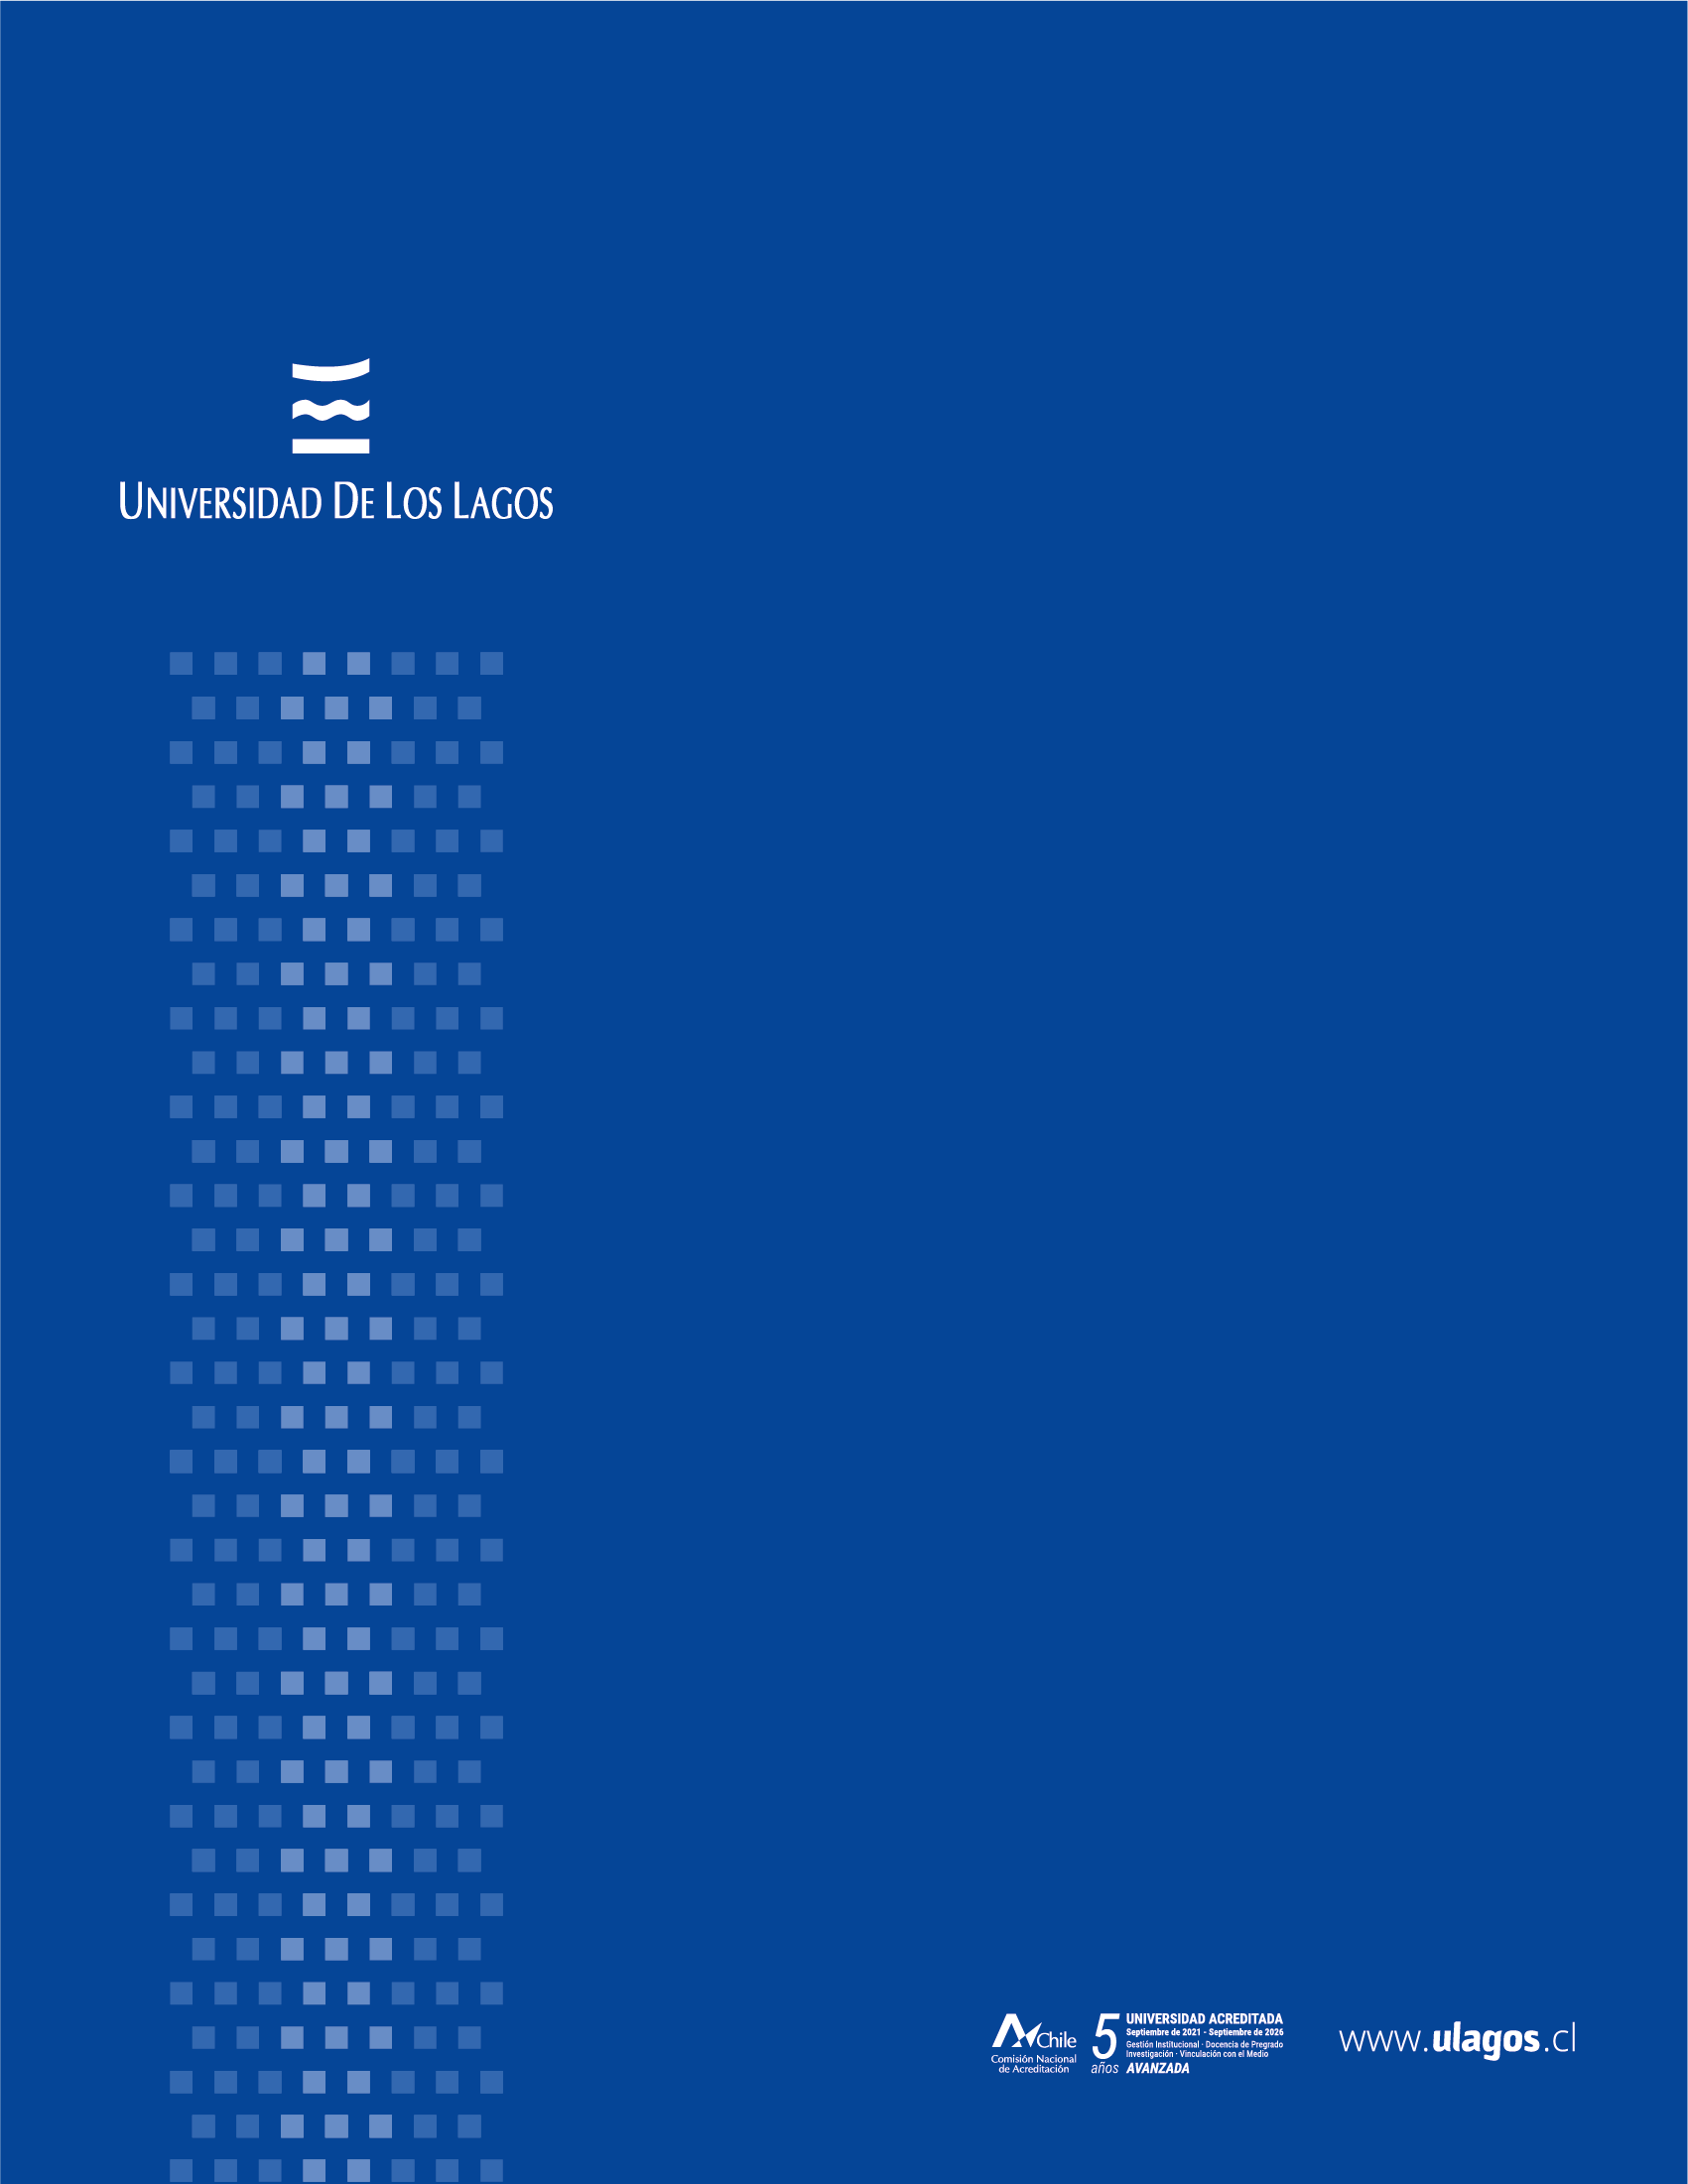 UNIVERSIDAD DE LOS LAGOS
Chile
Comisión Nacional
de Acreditación
5
años
UNIVERSIDAD ACREDITADA
Septiembre de 2021 - Septiembre de 2026
Gestión Institucional · Docencia de Pregrado
Investigación · Vinculación con el Medio
AVANZADA
www.ulagos.cl